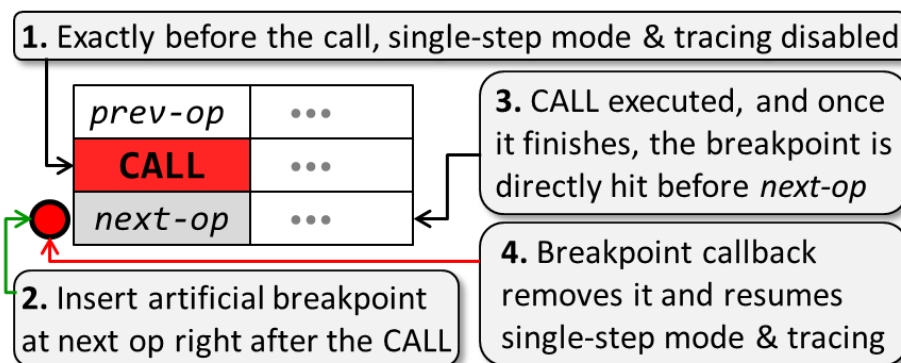 1. Exactly before the call, single-step mode & tracing disabled
prev-op •••
CALL •••
next-op •••
3. CALL executed, and once
it finishes, the breakpoint is
directly hit before next-op
2. Insert artificial breakpoint
at next op right after the CALL
4. Breakpoint callback
removes it and resumes
single-step mode & tracing